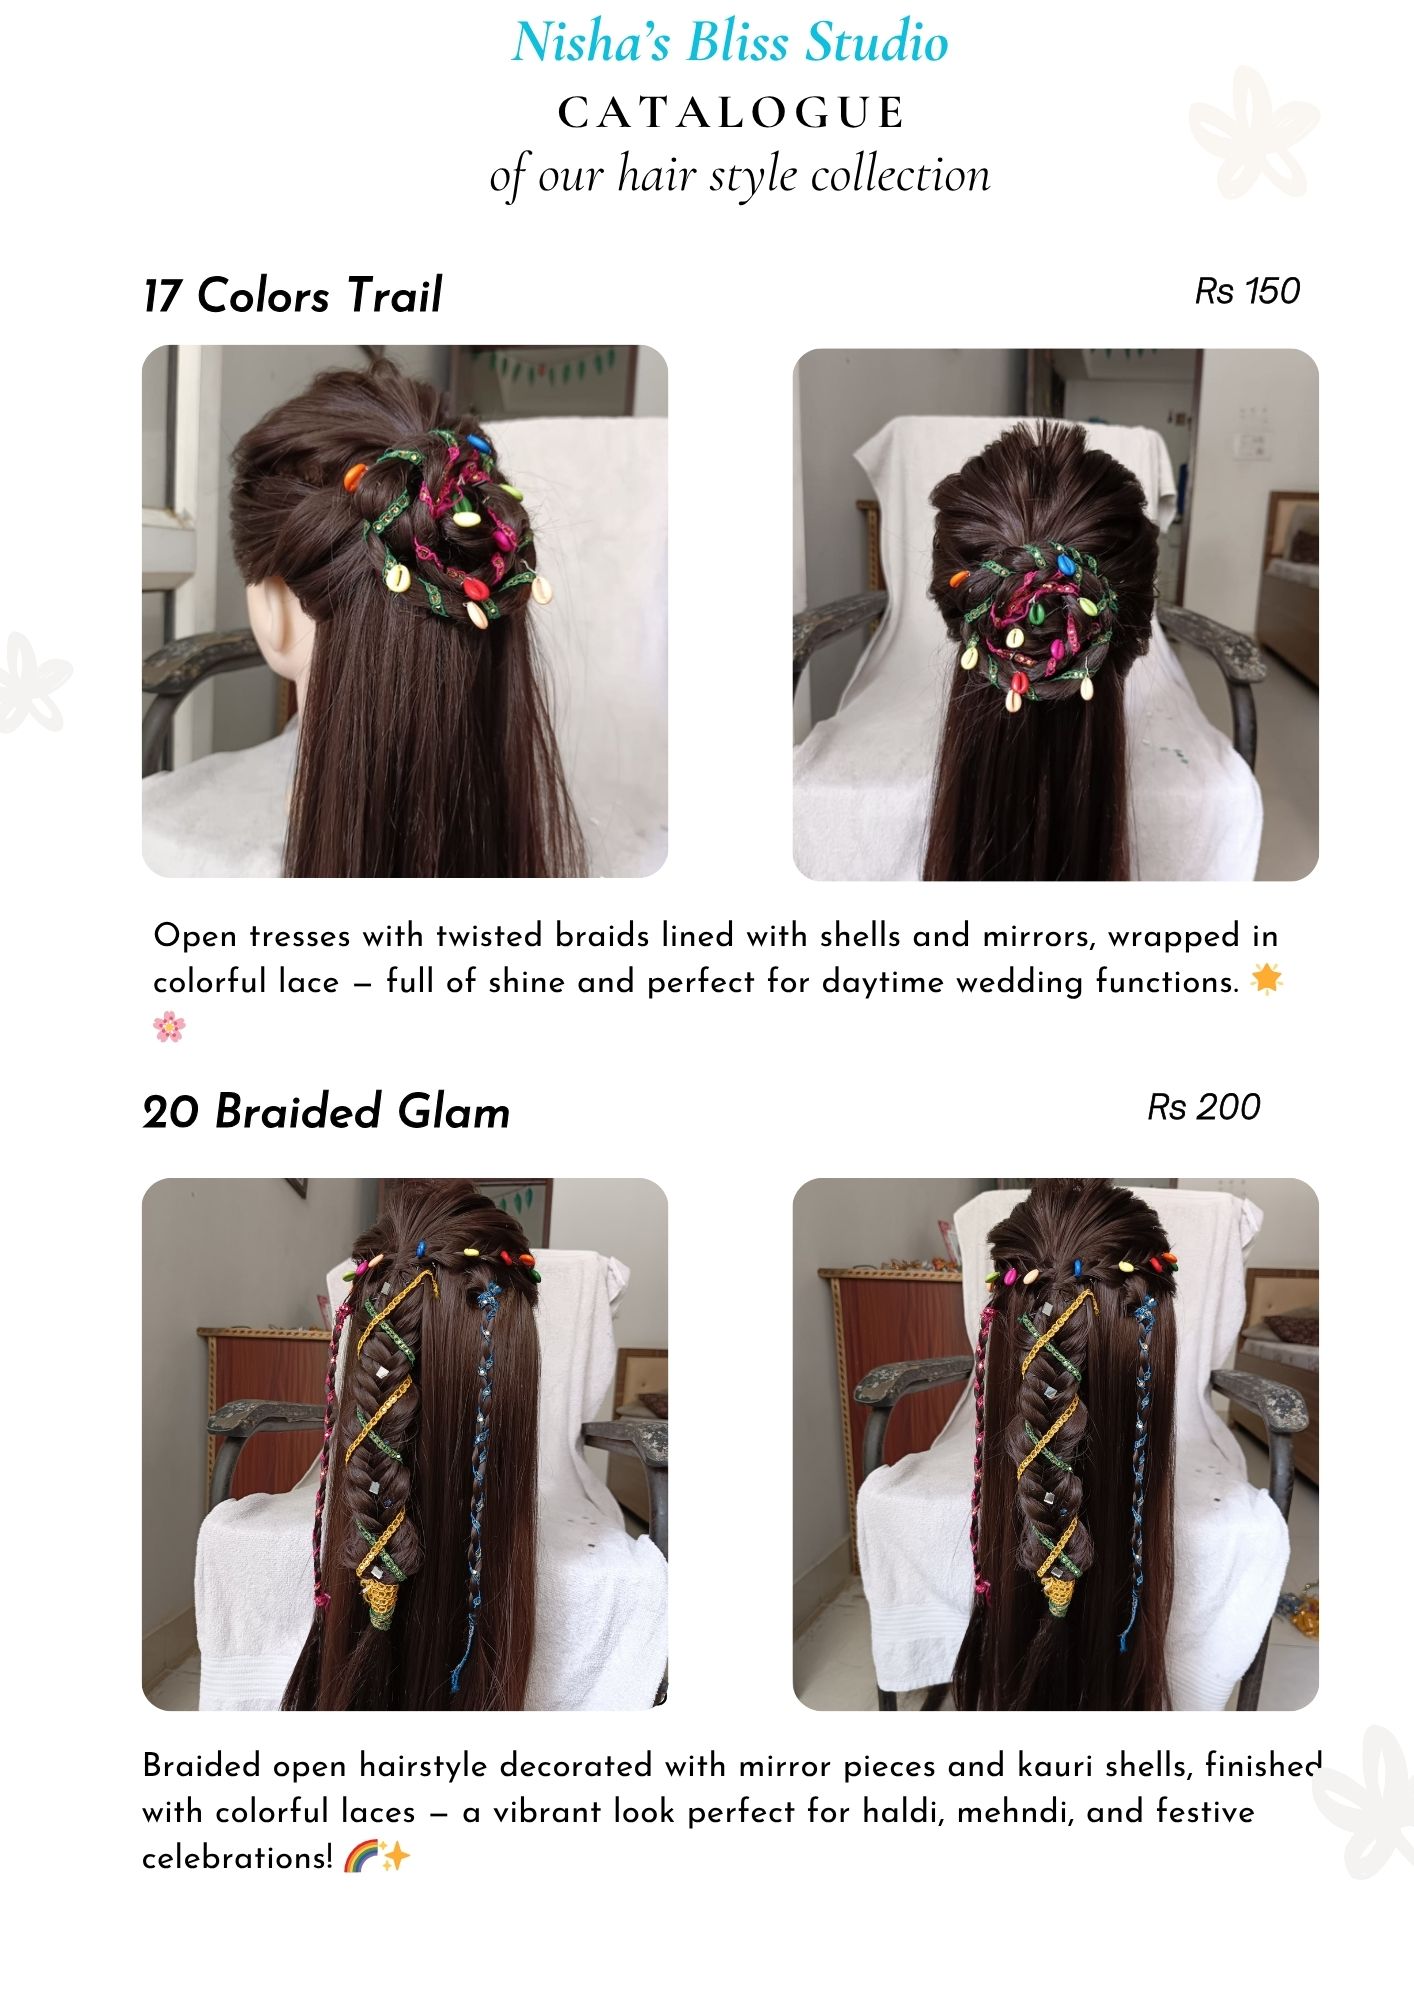 Nisha's Bliss Studio
CATALOGUE
of our hair style collection
17 Colors Trail
Rs 150
Open tresses with twisted braids lined with shells and mirrors, wrapped in
colorful lace – full of shine and perfect for daytime wedding functions. 🌟
🌸
20 Braided Glam
Rs 200
Braided open hairstyle decorated with mirror pieces and kauri shells, finished
with colorful laces – a vibrant look perfect for haldi, mehndi, and festive
celebrations! 🌈✨